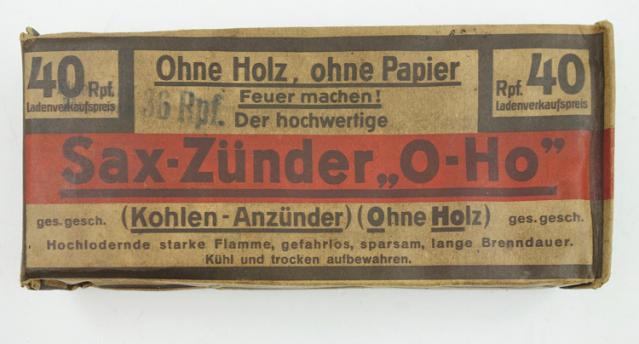 40 Rpf.
Ladenverkaufspreis
Ohne Holz, ohne Papier
Feuer machen!
36 Rpf.
Der hochwertige
Rpf. 40
Ladenverkaufspreis
Sax-Zünder „O-Ho”
ges. gesch. (Kohlen-Anzünder) (Ohne Holz) ges. gesch.
Hochlodernde starke Flamme, gefahrlos, sparsam, lange Brenndauer.
Kühl und trocken aufbewahren.